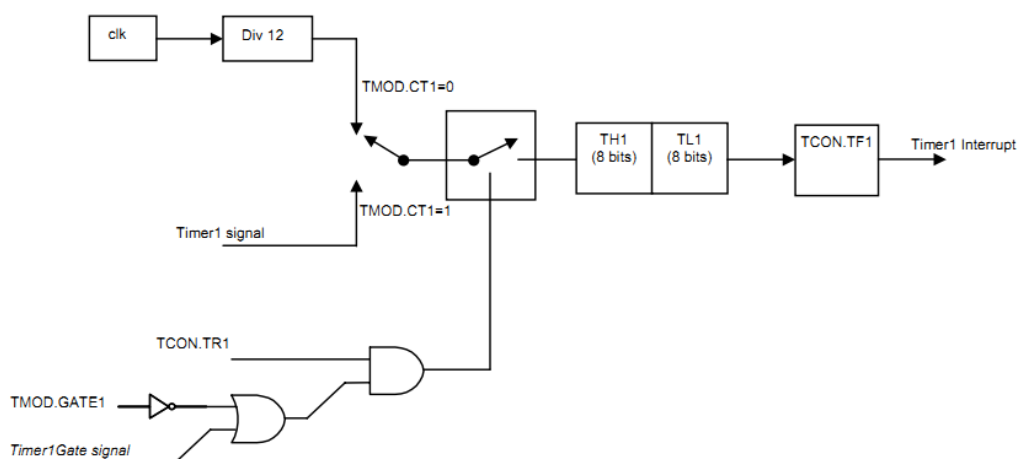 clk
Div 12
TMOD.CT1=0
TH1
(8 bits)
TL1
(8 bits)
TCON.TF1
Timer1 Interrupt
TMOD.CT1=1
Timer1 signal
TCON.TR1
TMOD.GATE1
Timer1Gate signal